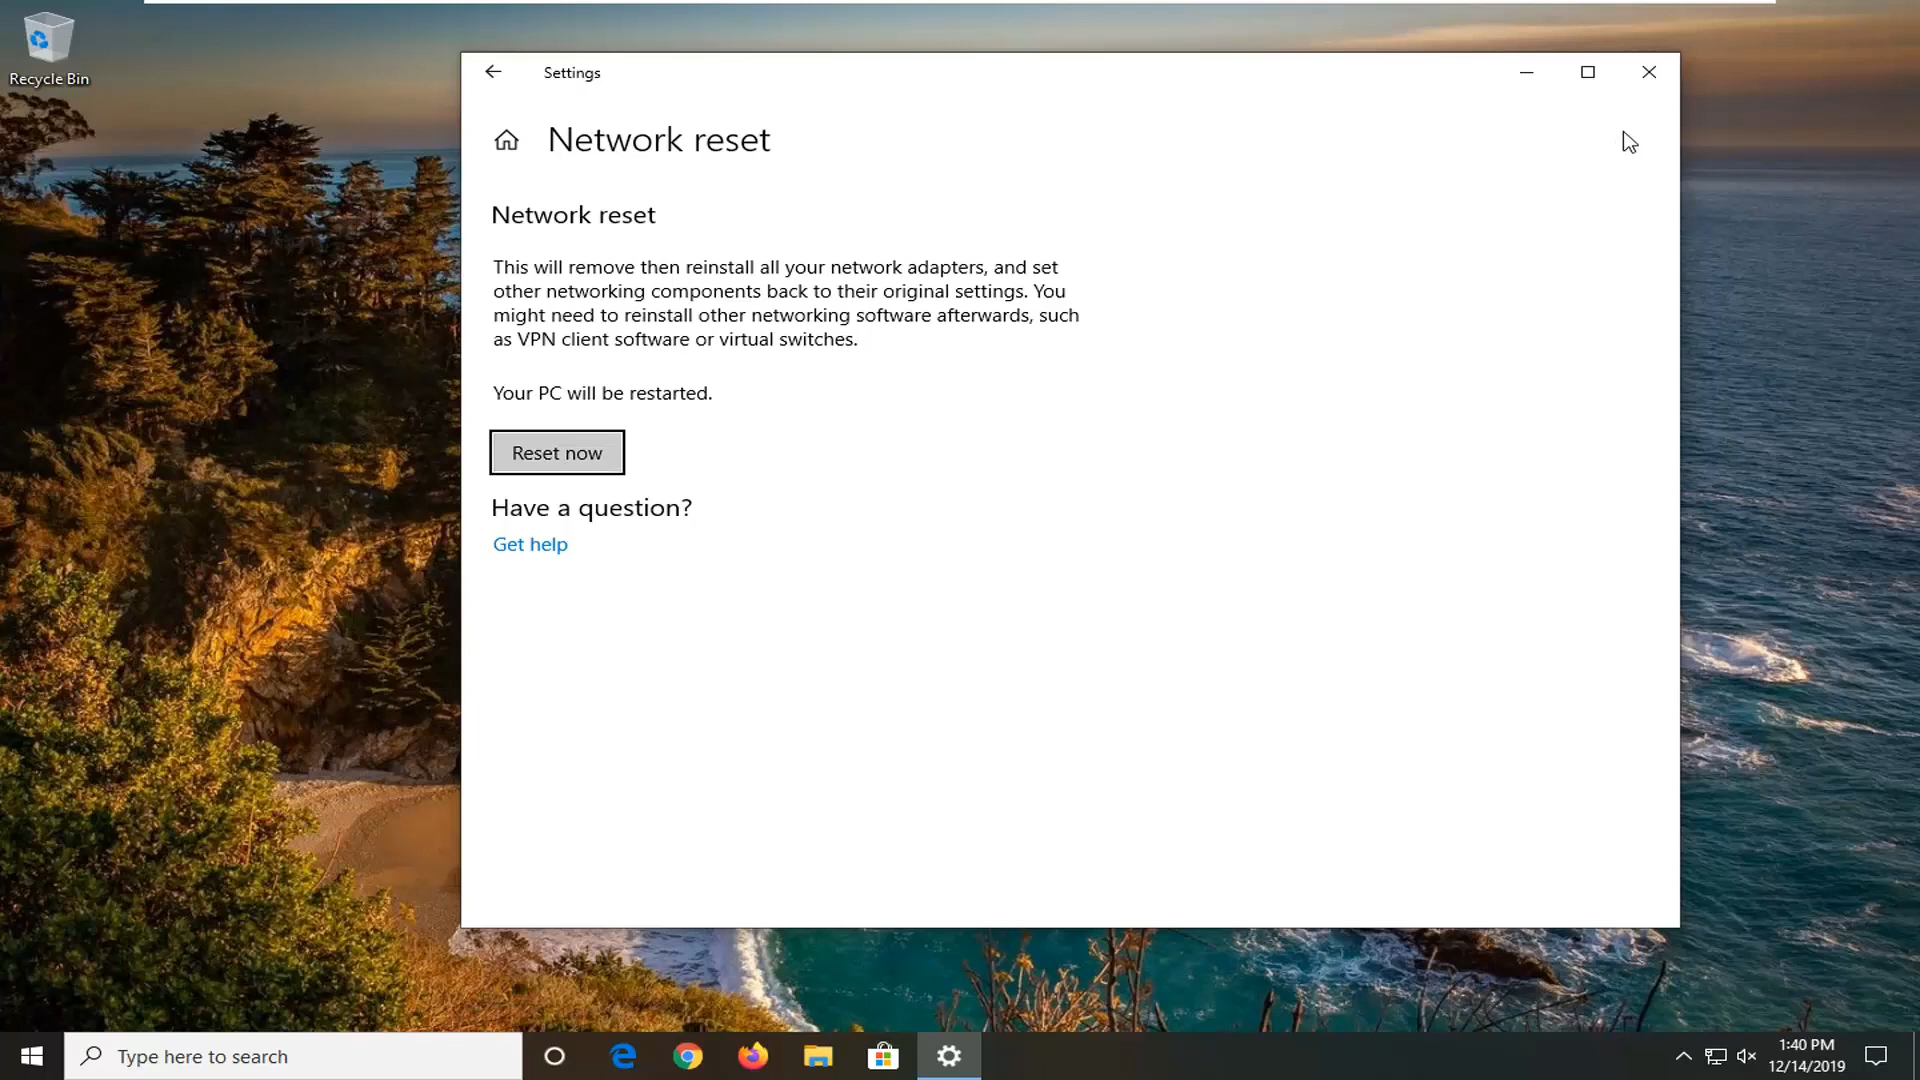 Recycle Bin
Settings
Network reset
Network reset
This will remove then reinstall all your network adapters, and set
other networking components back to their original settings. You
might need to reinstall other networking software afterwards, such
as VPN client software or virtual switches.
Your PC will be restarted.
Reset now
Have a question?
Get help
Type here to search
1:40 PM
12/14/2019